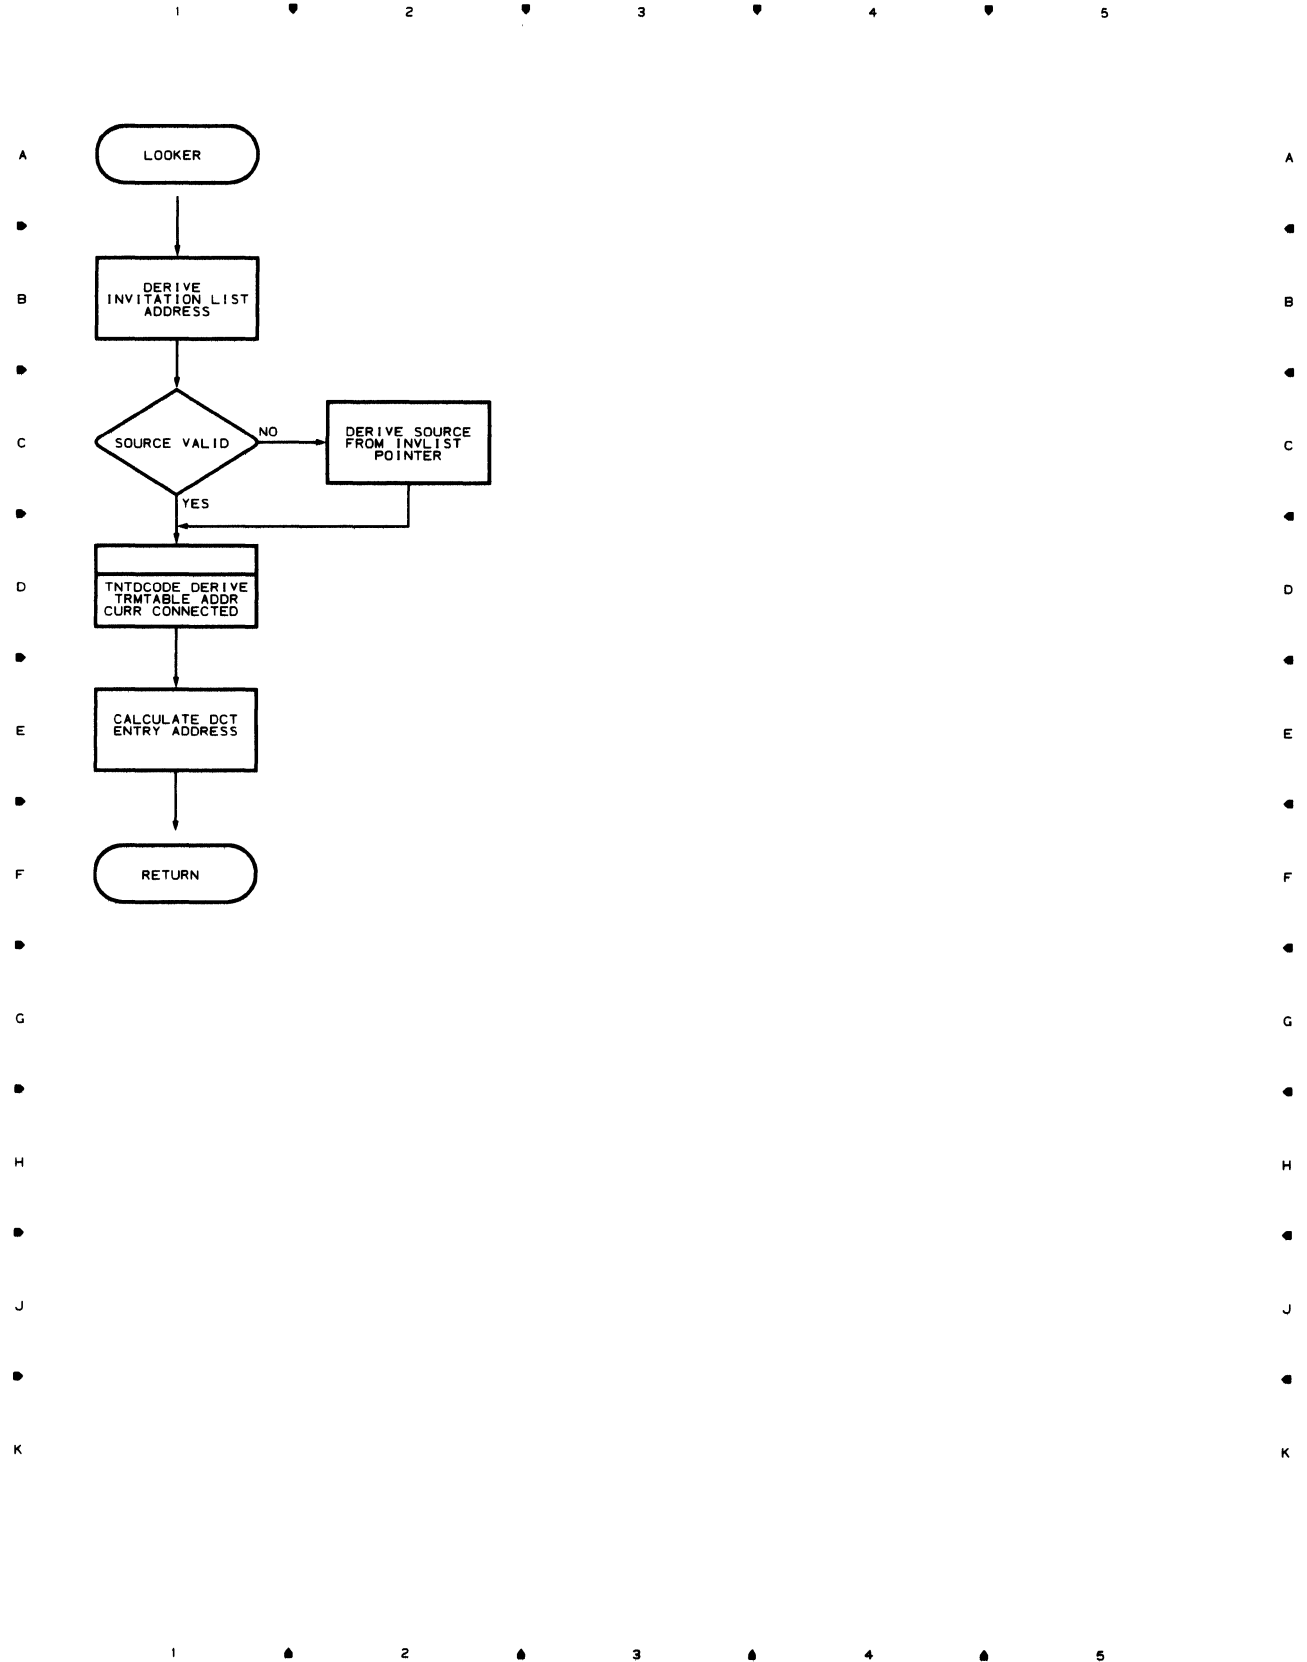 1 2 3 4 5
A LOOKER A
DERIVE
B INVITATION LIST B
ADDRESS
NO
C SOURCE VALID C
DERIVE SOURCE
FROM INVLIST
POINTER
YES
D TNTDCODE DERIVE D
TRMTABLE ADDR
CURR CONNECTED
E CALCULATE DCT E
ENTRY ADDRESS
F RETURN F
G G
H H
J J
K K
1 2 3 4 5